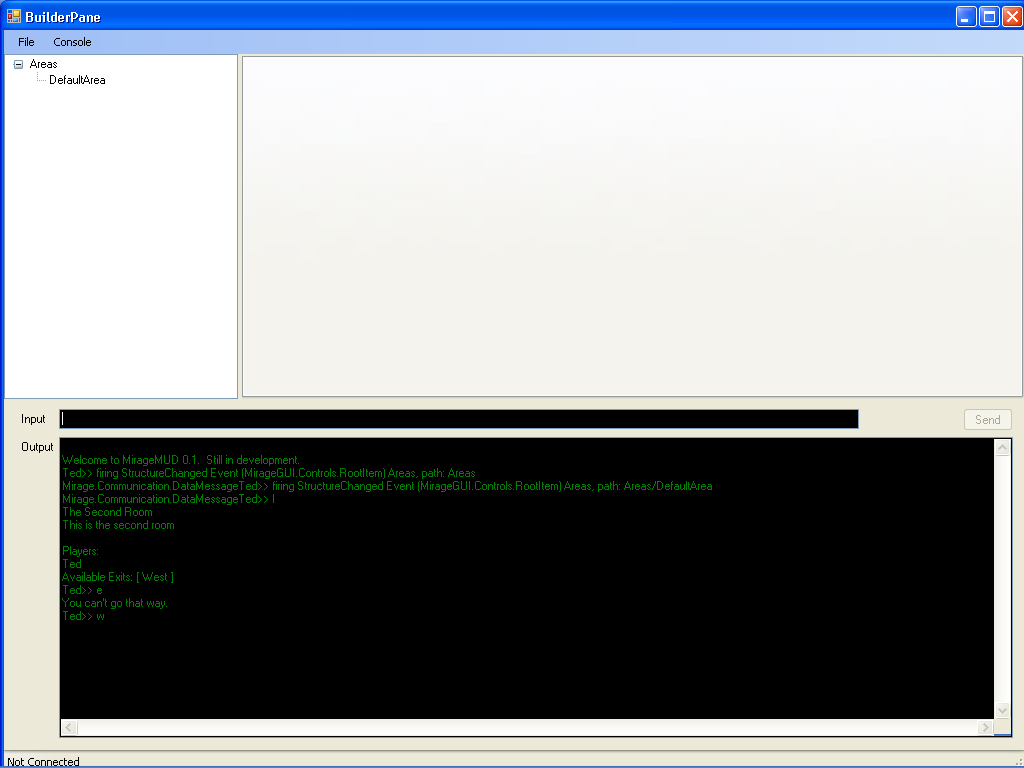 BuilderPane
File Console
Areas
DefaultArea
Input
Send
Output
Welcome to MirageMUD 0.1. Still in development.
Ted>> firing StructureChanged Event (MirageGUI.Controls.RootItem) Areas, path: Areas
Mirage.Communication.DataMessageTed>> firing StructureChanged Event (MirageGUI.Controls.RootItem) Areas, path: Areas/DefaultArea
Mirage.Communication.DataMessageTed>> l
The Second Room
This is the second room
Players:
Ted
Available Exits: [ West ]
Ted>> e
You can't go that way.
Ted>> w
Not Connected